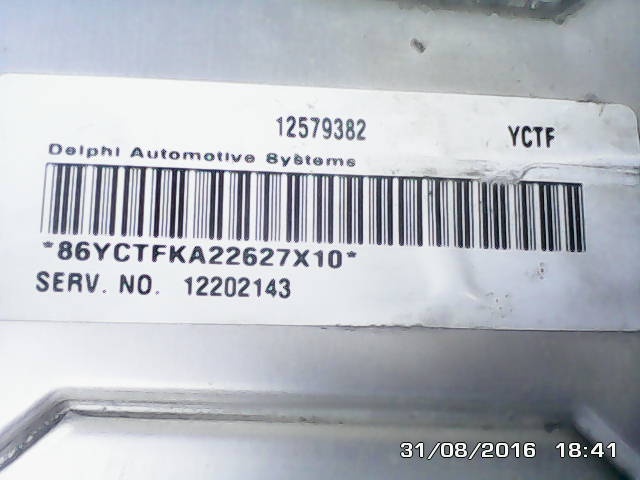 12579382 YCTF
Delphi Automotive Systems
*86YCTFKA22627X10*
SERV. NO. 12202143
31/08/2016 18:41